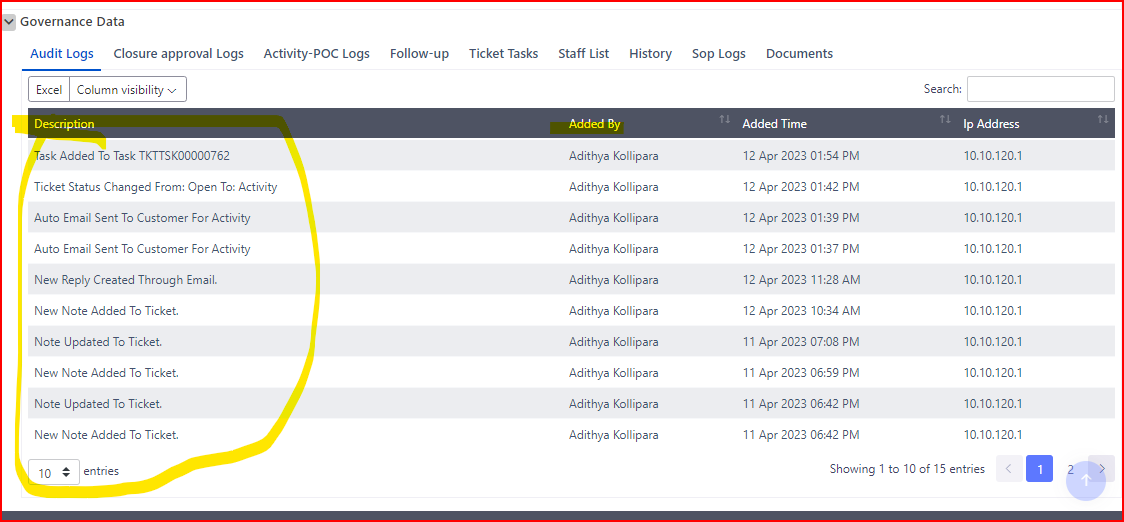 Governance Data
Audit Logs Closure approval Logs Activity-POC Logs Follow-up Ticket Tasks Staff List History Sop Logs Documents
Excel Column visibility Search:
Description Added By Added Time Ip Address
Task Added To Task TKTTSK00000762 Adithya Kollipara 12 Apr 2023 01:54 PM 10.10.120.1
Ticket Status Changed From: Open To: Activity Adithya Kollipara 12 Apr 2023 01:42 PM 10.10.120.1
Auto Email Sent To Customer For Activity Adithya Kollipara 12 Apr 2023 01:39 PM 10.10.120.1
Auto Email Sent To Customer For Activity Adithya Kollipara 12 Apr 2023 01:37 PM 10.10.120.1
New Reply Created Through Email. Adithya Kollipara 12 Apr 2023 11:28 AM 10.10.120.1
New Note Added To Ticket. Adithya Kollipara 12 Apr 2023 10:34 AM 10.10.120.1
Note Updated To Ticket. Adithya Kollipara 11 Apr 2023 07:08 PM 10.10.120.1
New Note Added To Ticket. Adithya Kollipara 11 Apr 2023 06:59 PM 10.10.120.1
Note Updated To Ticket. Adithya Kollipara 11 Apr 2023 06:42 PM 10.10.120.1
New Note Added To Ticket. Adithya Kollipara 11 Apr 2023 06:42 PM 10.10.120.1
10 entries Showing 1 to 10 of 15 entries 1 2